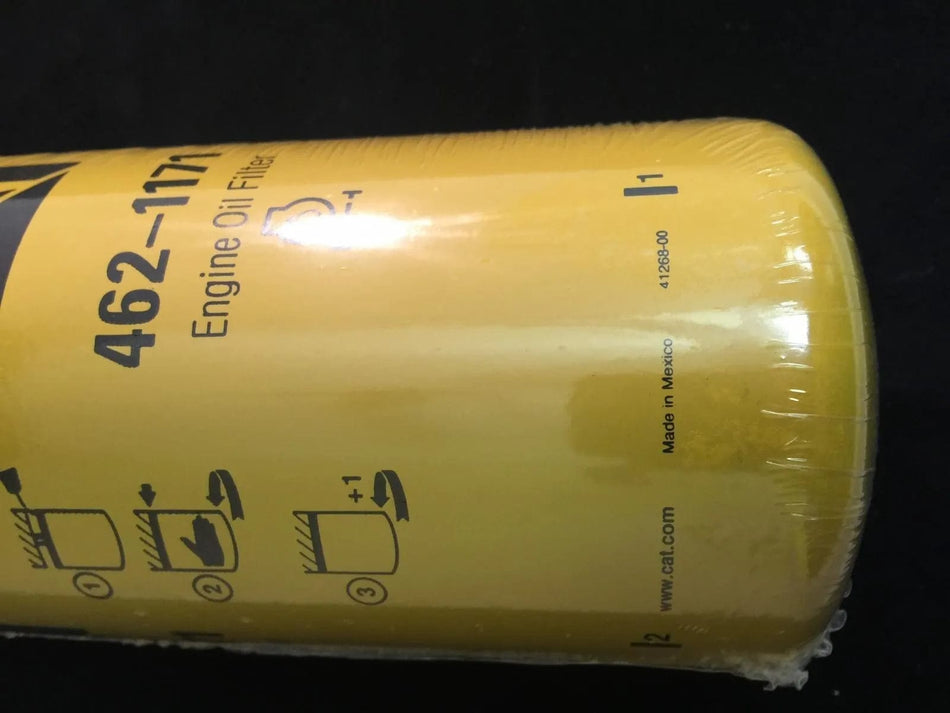 462-1171
Engine Oil Filter
1
+1
2
3
1
41268-00
Made in Mexico
www.cat.com
2